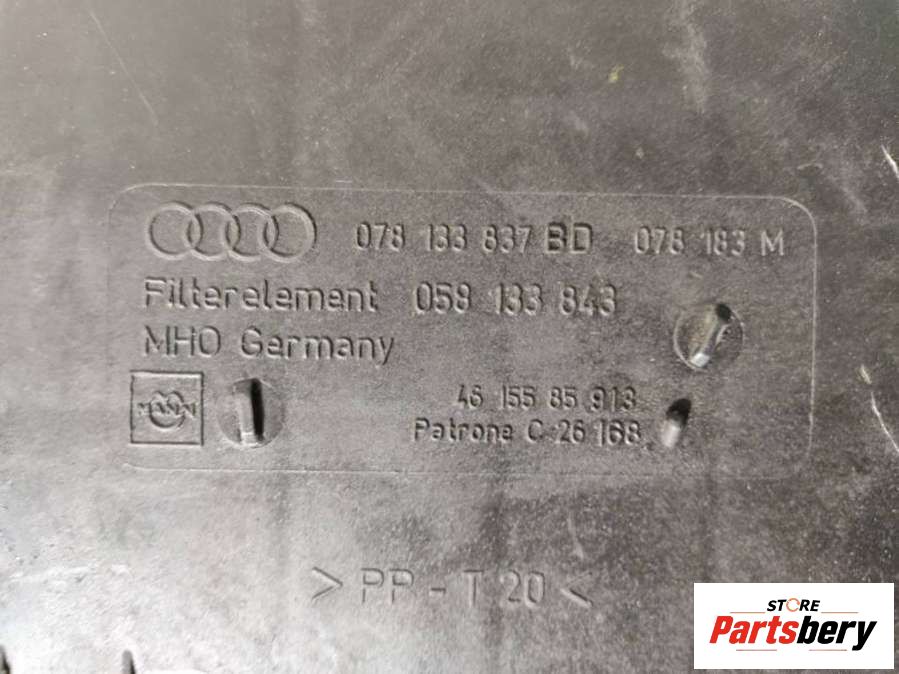 078 133 837 BD 078 183 M
Filterelement 058 133 843
MHO Germany
MANN
46 155 85 913
Patrone C 26 168
> PP - T 20 <
STORE
Partsbery